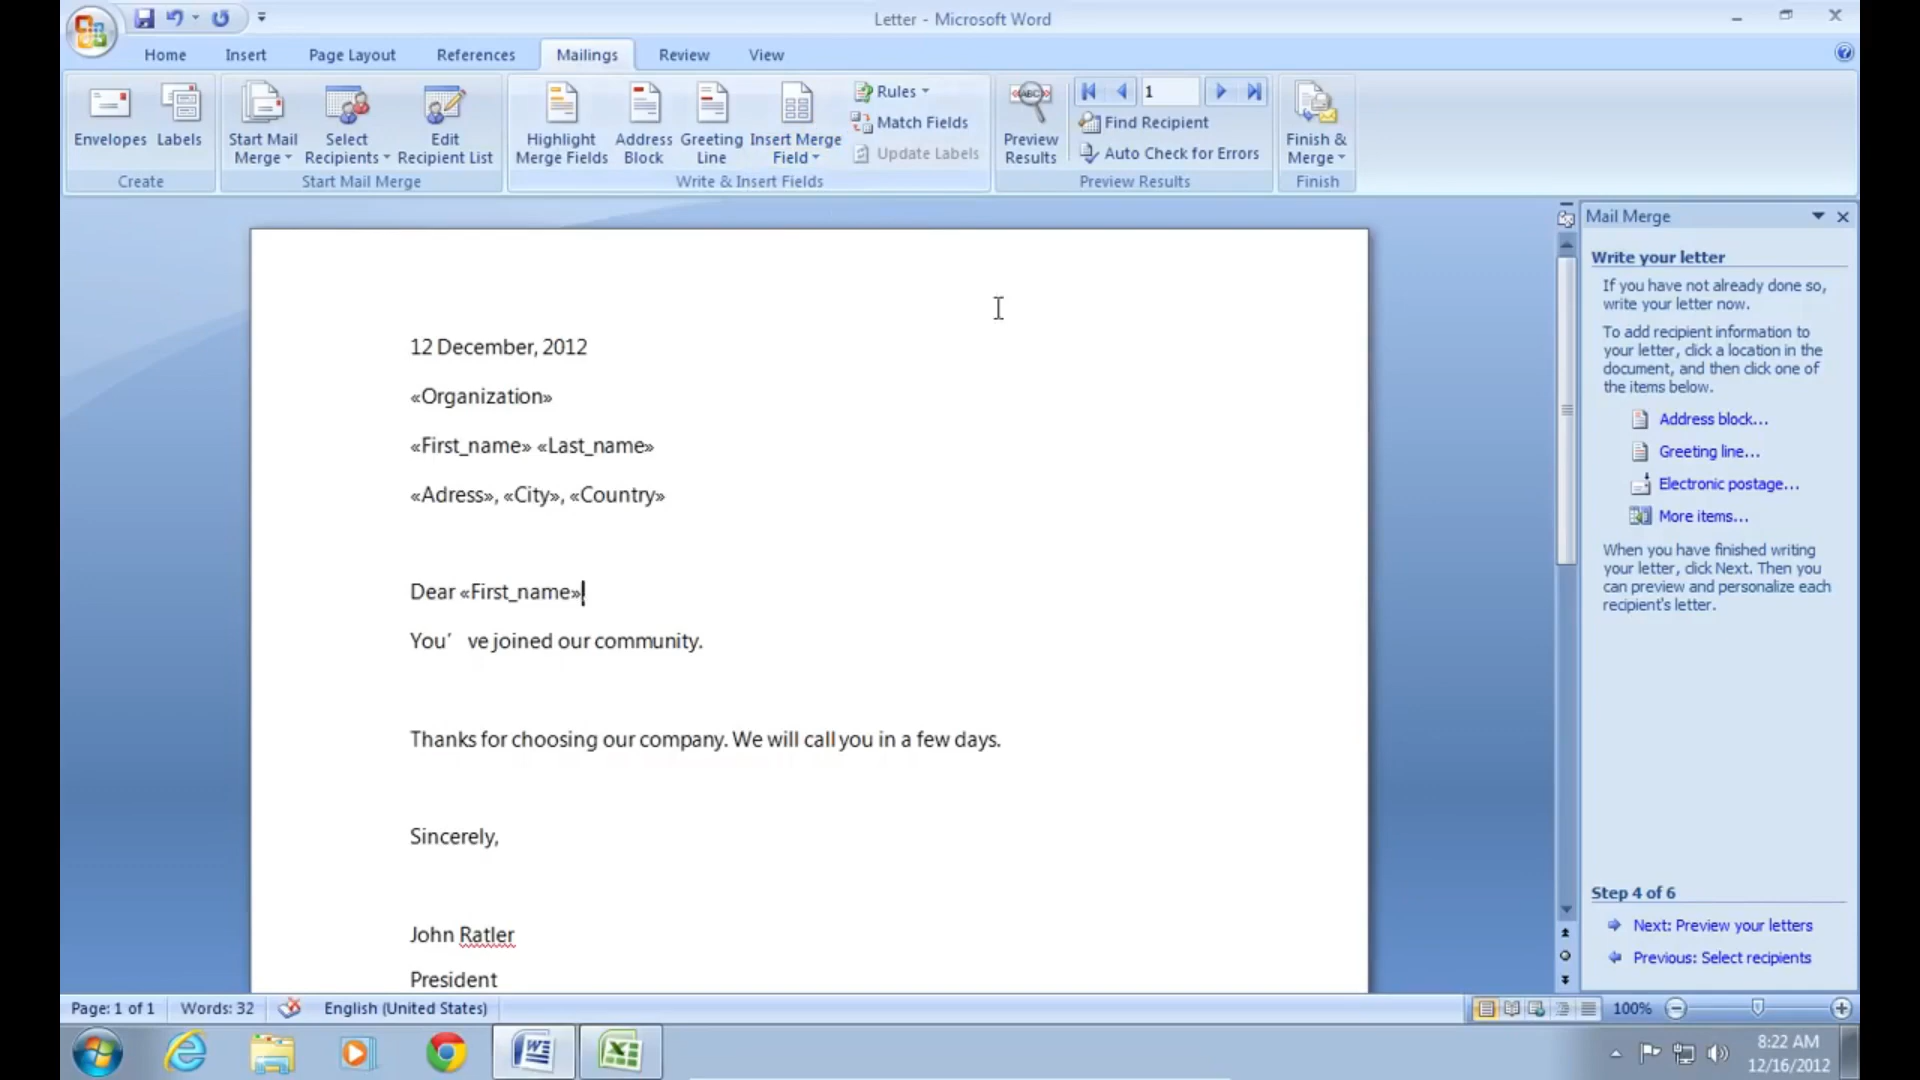 Letter - Microsoft Word
Home Insert Page Layout References Mailings Review View
Envelopes Labels
Create
Start Mail Merge
Select Recipients
Edit Recipient List
Start Mail Merge
Highlight Merge Fields
Address Block
Greeting Line
Insert Merge Field
Rules
Match Fields
Update Labels
Write & Insert Fields
ABC
Preview Results
1
Find Recipient
Auto Check for Errors
Preview Results
Finish & Merge
Finish
12 December, 2012
«Organization»
«First_name» «Last_name»
«Adress», «City», «Country»
Dear «First_name»
You’ ve joined our community.
Thanks for choosing our company. We will call you in a few days.
Sincerely,
John Ratler
President
Mail Merge
Write your letter
If you have not already done so,
write your letter now.
To add recipient information to
your letter, click a location in the
document, and then click one of
the items below.
Address block...
Greeting line...
Electronic postage...
More items...
When you have finished writing
your letter, click Next. Then you
can preview and personalize each
recipient's letter.
Step 4 of 6
Next: Preview your letters
Previous: Select recipients
Page: 1 of 1 Words: 32 English (United States) 100%
8:22 AM
12/16/2012